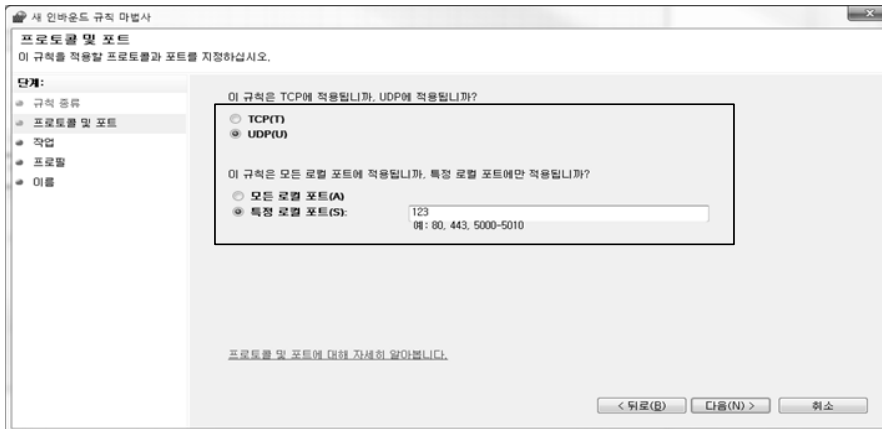 새 인바운드 규칙 마법사
프로토콜 및 포트
이 규칙을 적용할 프로토콜과 포트를 지정하십시오.
단계:
규칙 종류
프로토콜 및 포트
작업
프로필
이름
이 규칙은 TCP에 적용됩니까, UDP에 적용됩니까?
TCP(T)
UDP(U)
이 규칙은 모든 로컬 포트에 적용됩니까, 특정 로컬 포트에만 적용됩니까?
모든 로컬 포트(A)
특정 로컬 포트(S): 123
예: 80, 443, 5000-5010
프로토콜 및 포트에 대해 자세히 알아봅니다.
< 뒤로(B) 다음(N) > 취소